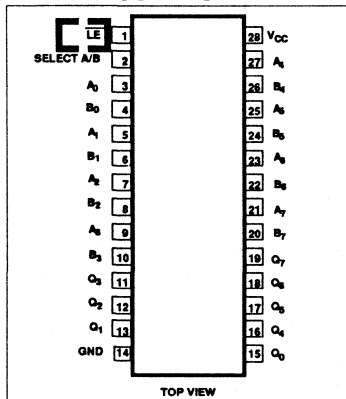 LE 1 28 VCC
SELECT A/B 2 27 A4
A0 3 26 B4
B0 4 25 A5
A1 5 24 B5
B1 6 23 A6
A2 7 22 B6
B2 8 21 A7
A3 9 20 B7
B3 10 19 Q7
Q3 11 18 Q6
Q2 12 17 Q5
Q1 13 16 Q4
GND 14 15 Q0
TOP VIEW